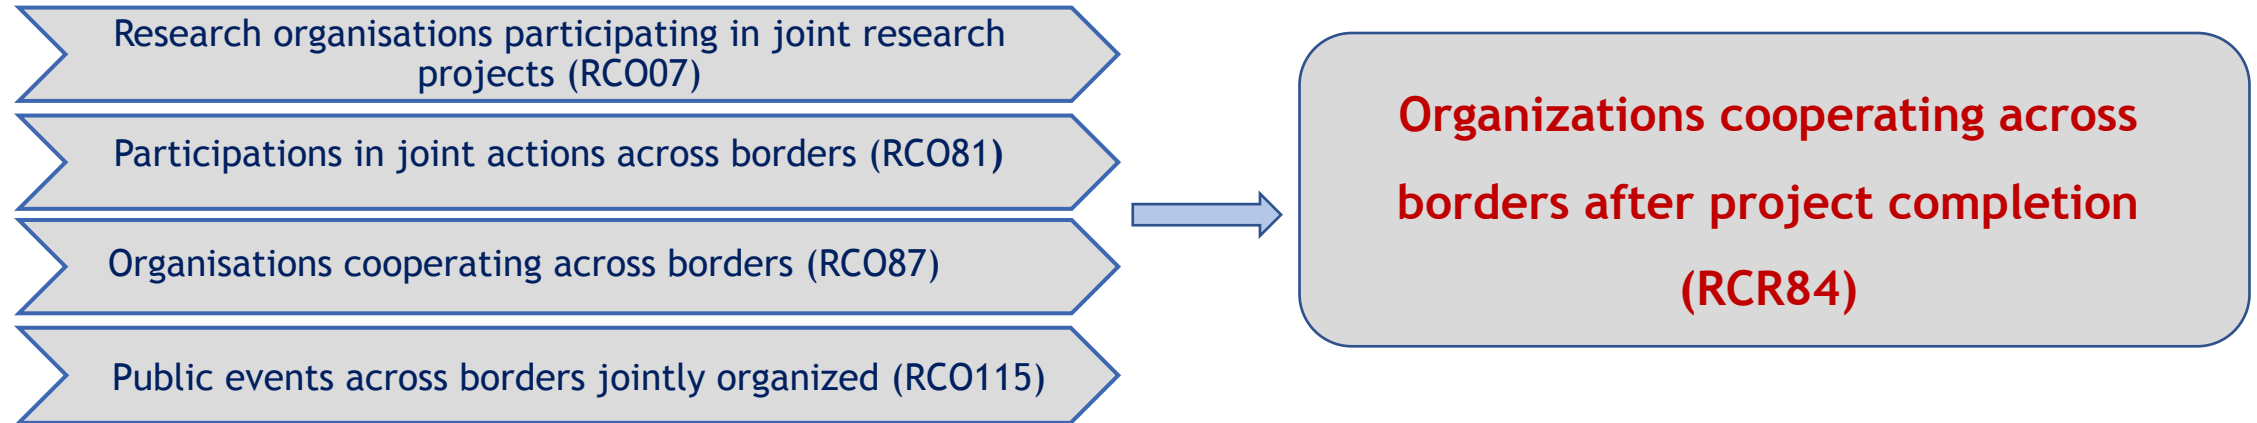 Research organisations participating in joint research
projects (RCO07)
Participations in joint actions across borders (RCO81)
Organisations cooperating across borders (RCO87)
Public events across borders jointly organized (RCO115)
Organizations cooperating across
borders after project completion
(RCR84)